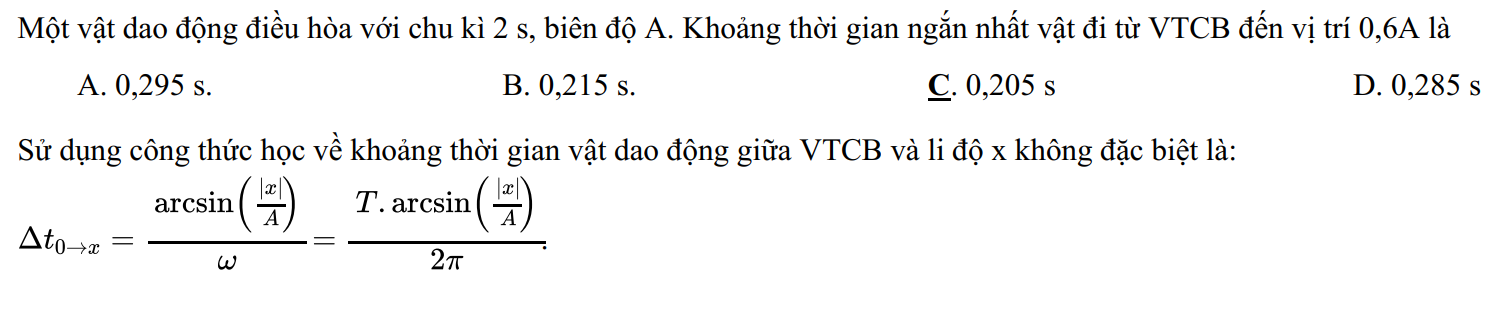 Một vật dao động điều hòa với chu kì 2 s, biên độ A. Khoảng thời gian ngắn nhất vật đi từ VTCB đến vị trí 0,6A là
A. 0,295 s. B. 0,215 s. C. 0,205 s D. 0,285 s
Sử dụng công thức học về khoảng thời gian vật dao động giữa VTCB và li độ x không đặc biệt là:
$\Delta t_{0 \to x} = \frac{\arcsin\left(\frac{|x|}{A}\right)}{\omega} = \frac{T.\arcsin\left(\frac{|x|}{A}\right)}{2\pi}.$